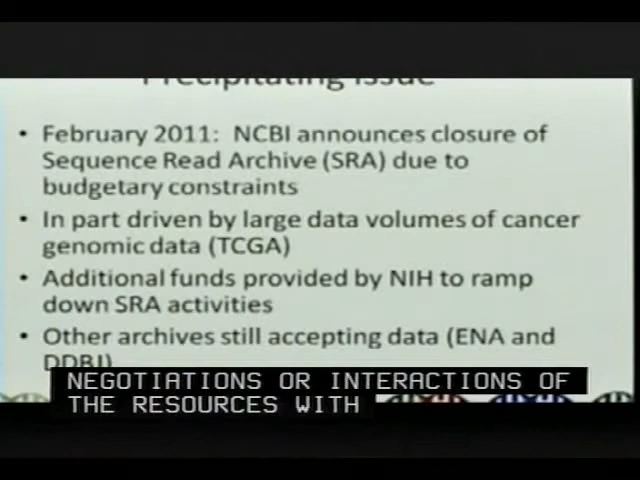 Precipitating Issue
• February 2011:  NCBI announces closure of
Sequence Read Archive (SRA) due to
budgetary constraints
• In part driven by large data volumes of cancer
genomic data (TCGA)
• Additional funds provided by NIH to ramp
down SRA activities
• Other archives still accepting data (ENA and
DDBJ)
NEGOTIATIONS OR INTERACTIONS OF
THE RESOURCES WITH